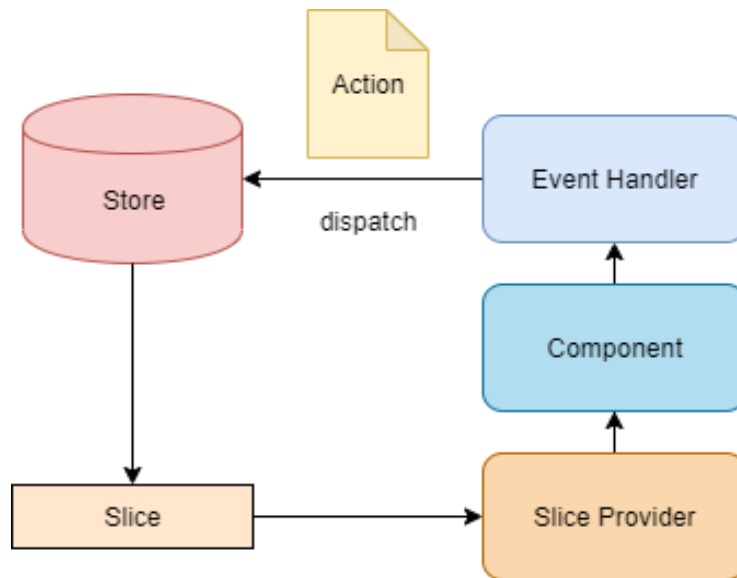 Action
Store
Event Handler
dispatch
Component
Slice
Slice Provider